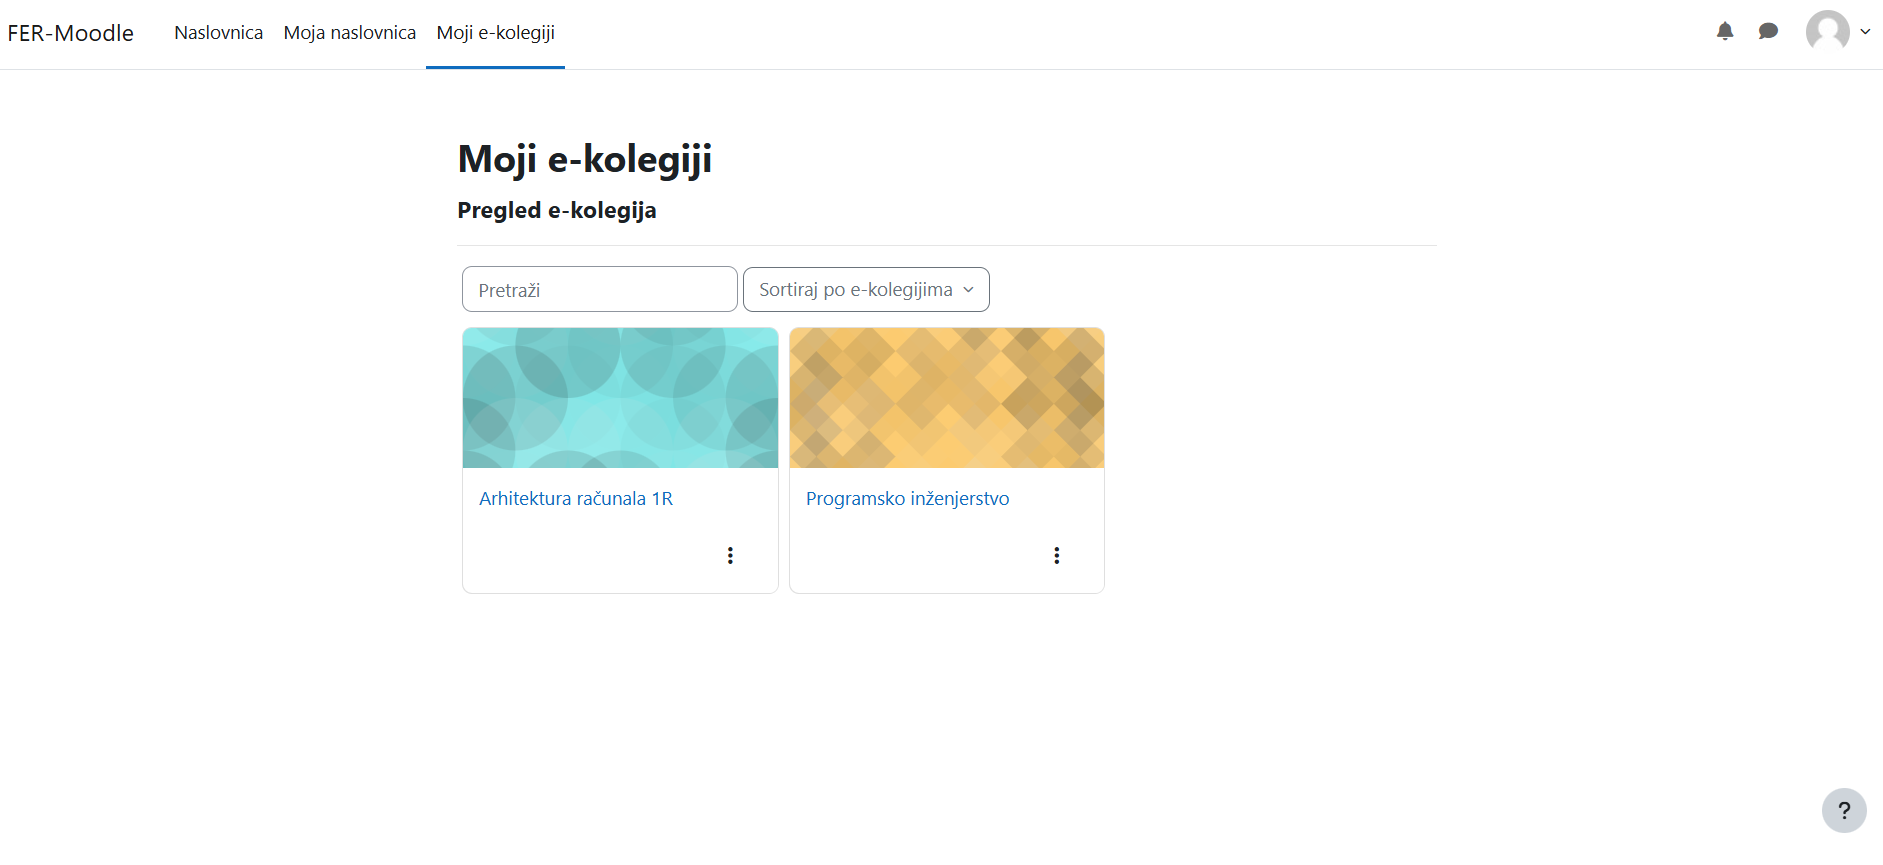 FER-Moodle Naslovnica Moja naslovnica Moji e-kolegiji
Moji e-kolegiji
Pregled e-kolegija
Pretraži Sortiraj po e-kolegijima
Arhitektura računala 1R Programsko inženjerstvo
?